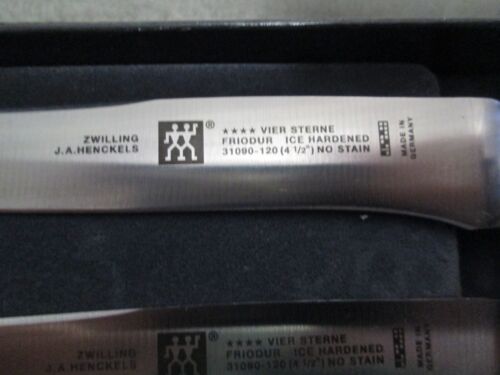 ZWILLING
J.A.HENCKELS
®
★★★★ VIER STERNE
FRIODUR ICE HARDENED
31090-120 (4 1/2") NO STAIN
MADE IN
GERMANY
ZWILLING
J.A.HENCKELS
®
★★★★ VIER STERNE
FRIODUR ICE HARDENED
31090-120 (4 1/2") NO STAIN